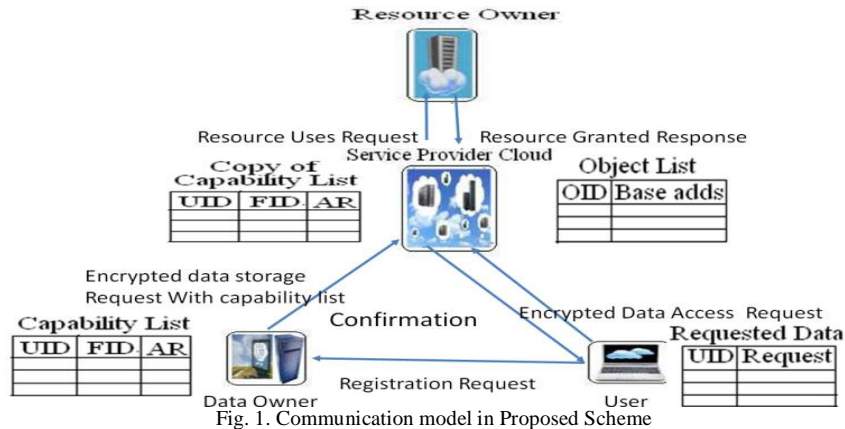 Resource Owner
Resource Uses Request
Resource Granted Response
Service Provider Cloud
Copy of
Capability List
UID FID. AR
Object List
OID Base adds
Encrypted data storage
Request With capability list
Confirmation
Encrypted Data Access Request
Capability List
UID FID. AR
Requested Data
UID Request
Registration Request
Data Owner
User
Fig. 1. Communication model in Proposed Scheme